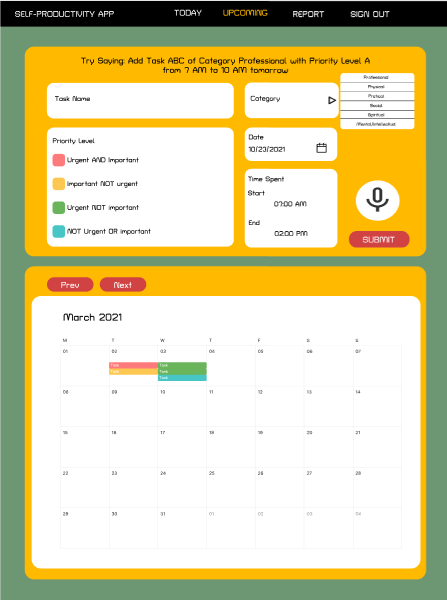 SELF-PRODUCTIVITY APP TODAY UPCOMING REPORT SIGN OUT
Try Saying: Add Task ABC of Category Professional with Priority Level A
from 7 AM to 10 AM tomorrow
Professional
Physical
Social
Spiritual
Task Name
Category
Priority Level
Urgent AND Important
Important NOT urgent
Urgent NOT important
NOT Urgent OR important
Date
10/23/2021
Time Spent
Start
07:00 AM
End
02:00 PM
SUBMIT
Prev Next
March 2021
M T W T F S S
01 02 03 04 05 06 07
Task Task
Task Task
Task
08 09 10 11 12 13 14
15 16 17 18 19 20 21
22 23 24 25 26 27 28
29 30 31 01 02 03 04